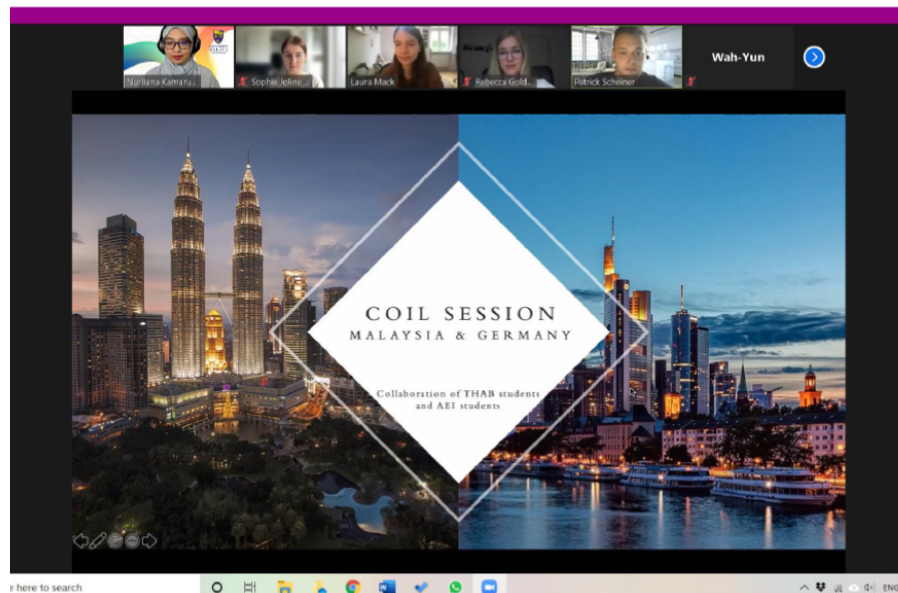 Nurliana Kamaru...
Sophie Joline...
Laura Mack
Rebecca Gold...
Patrick Scheiner
Wah-Yun
COIL SESSION
MALAYSIA & GERMANY
Collaboration of THAB students
and AEI students
e here to search
ENG